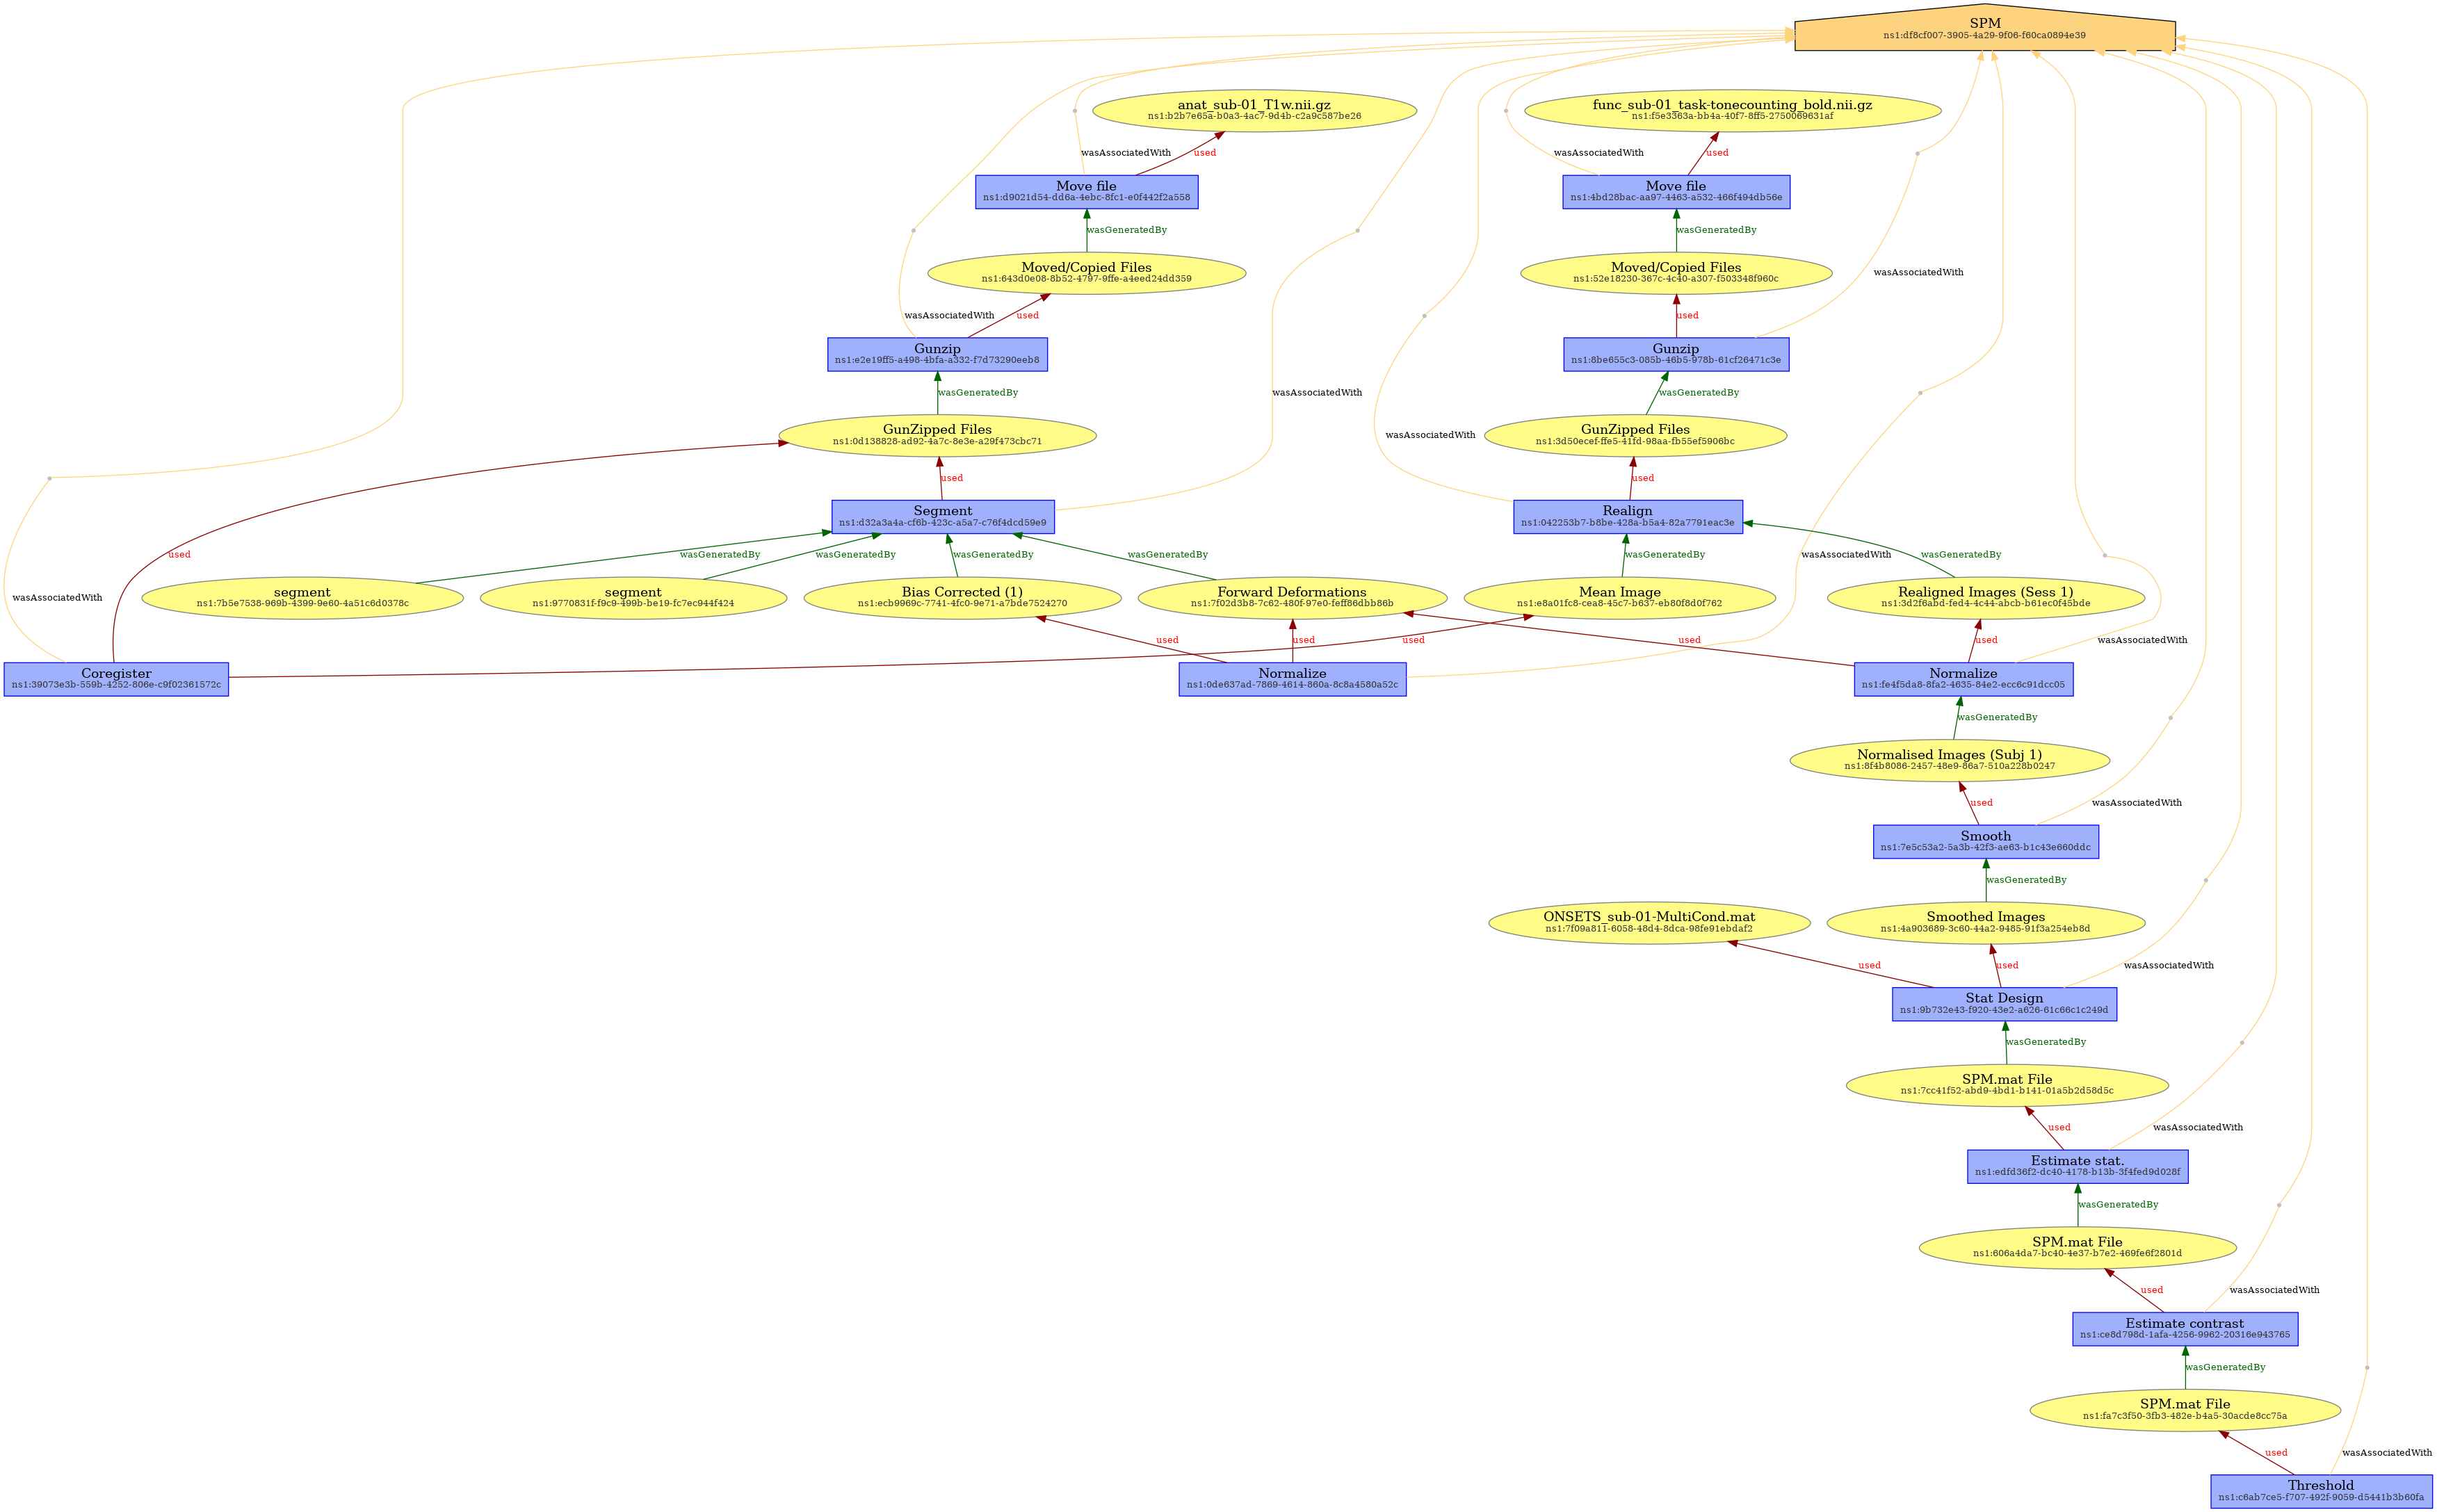 SPM
ns1:df8cf007-3905-4a29-9f06-f60ca0894e39
anat_sub-01_T1w.nii.gz
ns1:b2b7e65a-b0a3-4ac7-9d4b-c2a9c587be26
func_sub-01_task-tonecounting_bold.nii.gz
ns1:f5e3363a-bb4a-40f7-8ff5-2750069631af
wasAssociatedWith
used
wasAssociatedWith
used
Move file
ns1:d9021d54-dd6a-4ebc-8fc1-e0f442f2a558
Move file
ns1:4bd28bac-aa97-4463-a532-466f494db56e
wasGeneratedBy
wasGeneratedBy
Moved/Copied Files
ns1:643d0e08-8b52-4797-9ffe-a4eed24dd359
Moved/Copied Files
ns1:52e18230-367c-4c40-a307-f503348f960c
wasAssociatedWith
wasAssociatedWith
used
used
Gunzip
ns1:e2e19ff5-a498-4bfa-a332-f7d73290eeb8
Gunzip
ns1:8be655c3-085b-46b5-978b-61cf26471c3e
wasGeneratedBy
wasAssociatedWith
wasGeneratedBy
GunZipped Files
ns1:0d138828-ad92-4a7c-8e3e-a29f473cbc71
wasAssociatedWith
GunZipped Files
ns1:3d50ecef-ffe5-41fd-98aa-fb55ef5906bc
used
used
Segment
ns1:d32a3a4a-cf6b-423c-a5a7-c76f4dcd59e9
Realign
ns1:042253b7-b8be-428a-b5a4-82a7791eac3e
used
wasGeneratedBy
wasGeneratedBy
wasGeneratedBy
wasGeneratedBy
wasGeneratedBy
wasAssociatedWith
wasGeneratedBy
wasAssociatedWith
segment
ns1:7b5e7538-969b-4399-9e60-4a51c6d0378c
segment
ns1:9770831f-f9c9-499b-be19-fc7ec944f424
Bias Corrected (1)
ns1:ecb9969c-7741-4fc0-9e71-a7bde7524270
Forward Deformations
ns1:7f02d3b8-7c62-480f-97e0-feff86dbb86b
Mean Image
ns1:e8a01fc8-cea8-45c7-b637-eb80f8d0f762
Realigned Images (Sess 1)
ns1:3d2f6abd-fed4-4c44-abcb-b61ec0f45bde
used
used
used
used
used
wasAssociatedWith
Coregister
ns1:39073e3b-559b-4252-806e-c9f02361572c
Normalize
ns1:0de637ad-7869-4614-860a-8c8a4580a52c
Normalize
ns1:fe4f5da8-8fa2-4635-84e2-ecc6c91dcc05
wasGeneratedBy
Normalised Images (Subj 1)
ns1:8f4b8086-2457-48e9-86a7-510a228b0247
used
wasAssociatedWith
Smooth
ns1:7e5c53a2-5a3b-42f3-ae63-b1c43e660ddc
wasGeneratedBy
ONSETS_sub-01-MultiCond.mat
ns1:7f09a811-6058-48d4-8dca-98fe91ebdaf2
Smoothed Images
ns1:4a903689-3c60-44a2-9485-91f3a254eb8d
used
used
wasAssociatedWith
Stat Design
ns1:9b732e43-f920-43e2-a626-61c66c1c249d
wasGeneratedBy
SPM.mat File
ns1:7cc41f52-abd9-4bd1-b141-01a5b2d58d5c
used
wasAssociatedWith
Estimate stat.
ns1:edfd36f2-dc40-4178-b13b-3f4fed9d028f
wasGeneratedBy
SPM.mat File
ns1:606a4da7-bc40-4e37-b7e2-469fe6f2801d
used
wasAssociatedWith
Estimate contrast
ns1:ce8d798d-1afa-4256-9962-20316e943765
wasGeneratedBy
SPM.mat File
ns1:fa7c3f50-3fb3-482e-b4a5-30acde8cc75a
used
wasAssociatedWith
Threshold
ns1:c6ab7ce5-f707-492f-9059-d5441b3b60fa